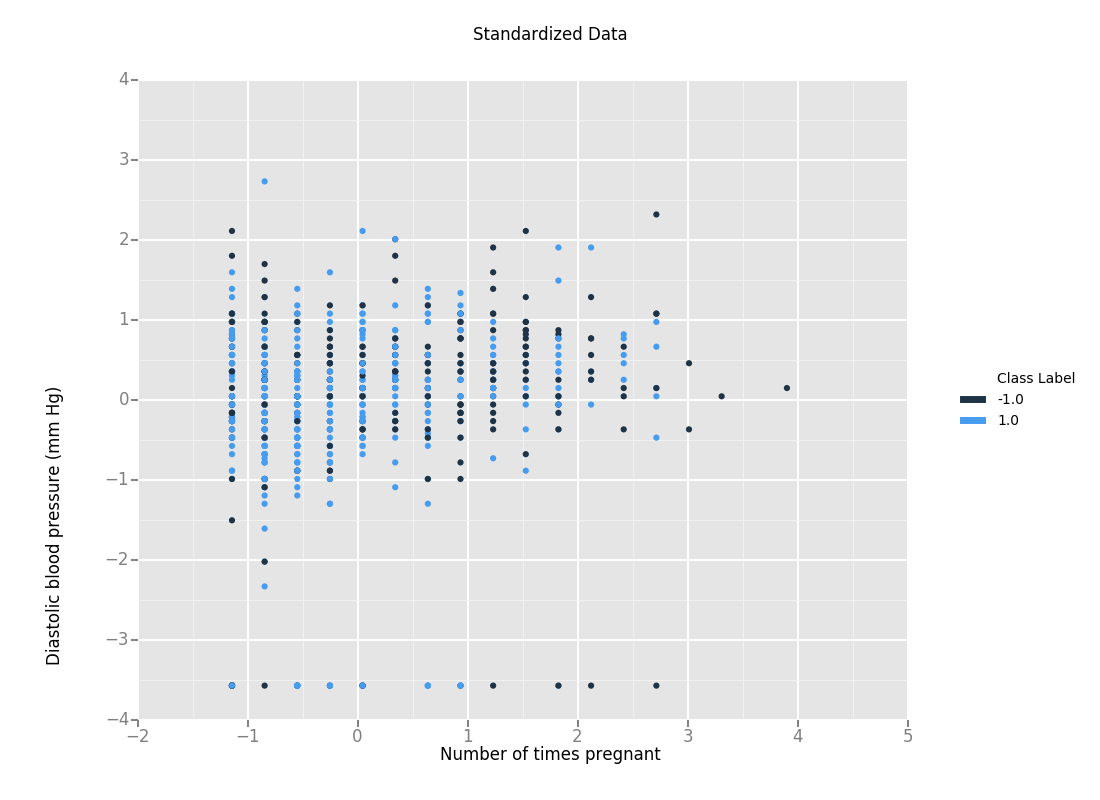 Standardized Data
4
3
2
1
0
−1
−2
−3
−4
Diastolic blood pressure (mm Hg)
−2 −1 0 1 2 3 4 5
Number of times pregnant
Class Label
-1.0
1.0